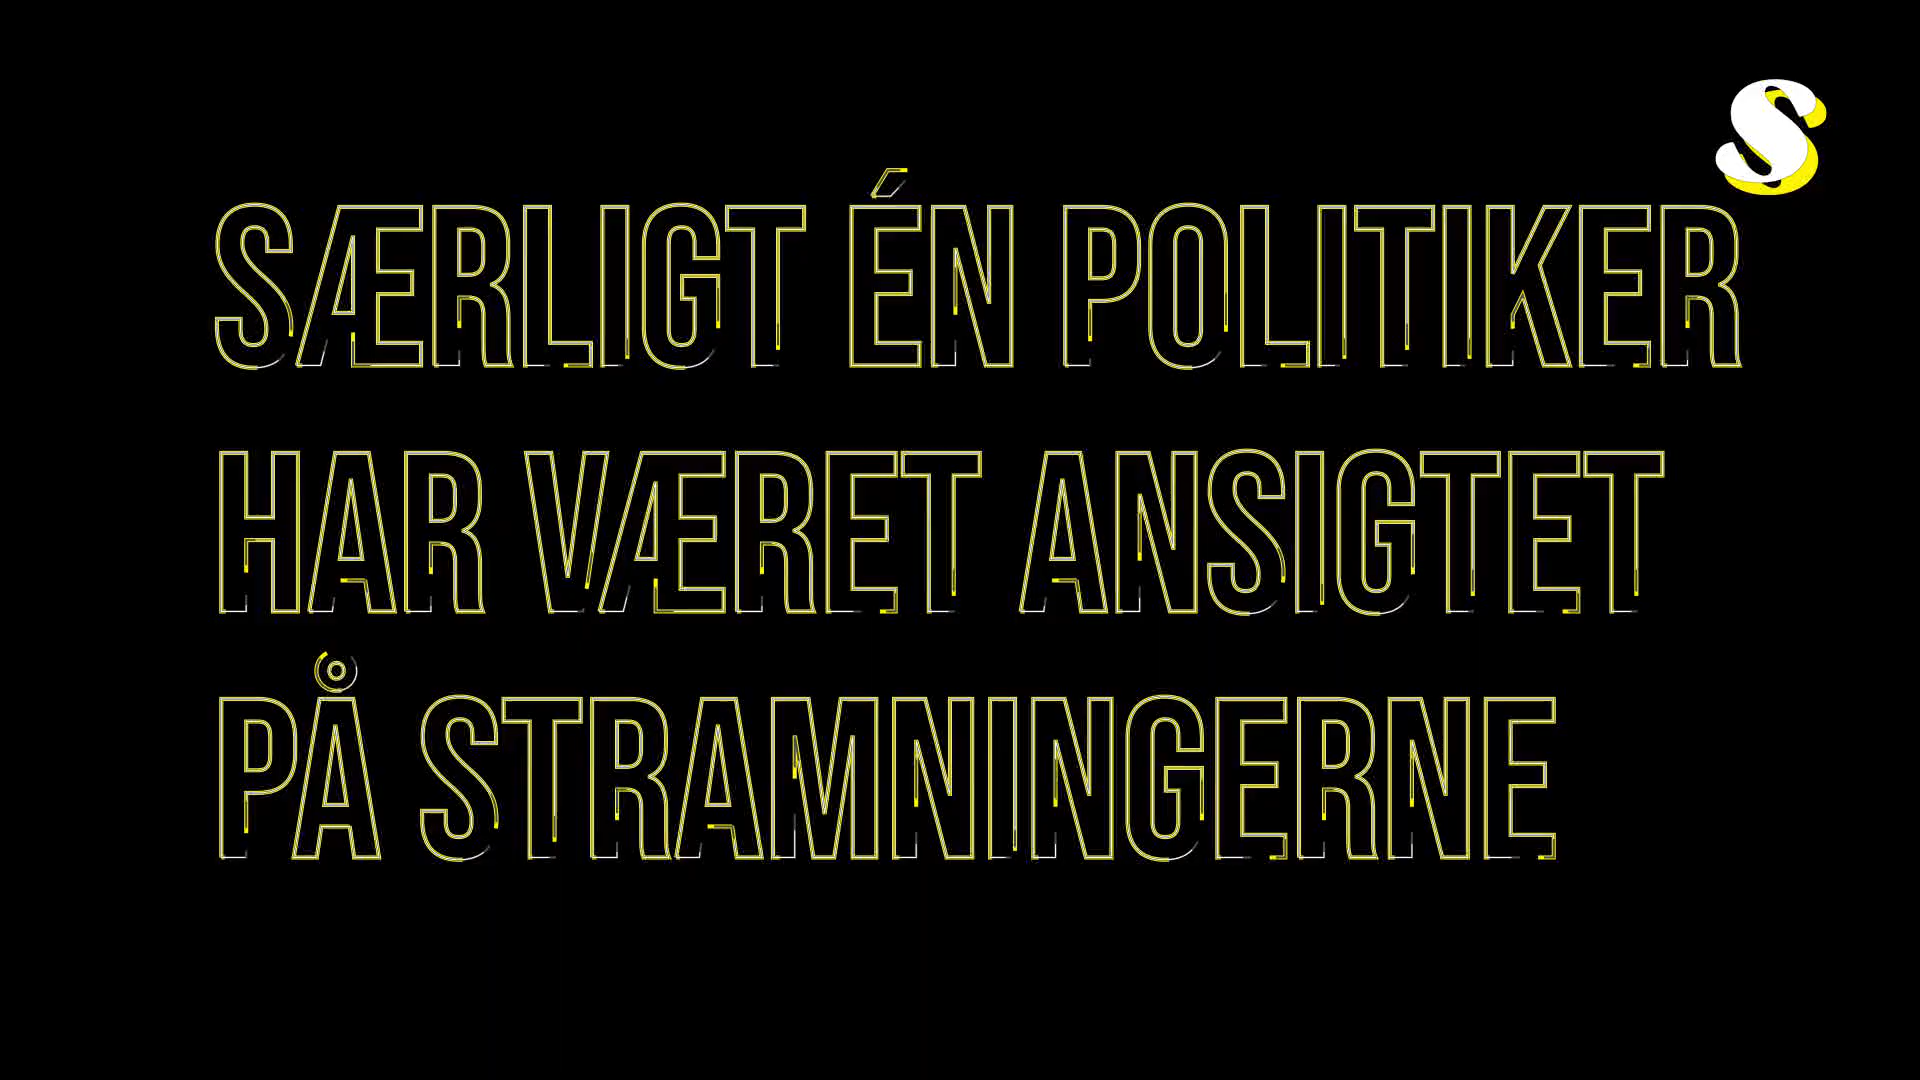 S
SÆRLIGT ÉN POLITIKER
HAR VÆRET ANSIGTET
PÅ STRAMNINGERNE